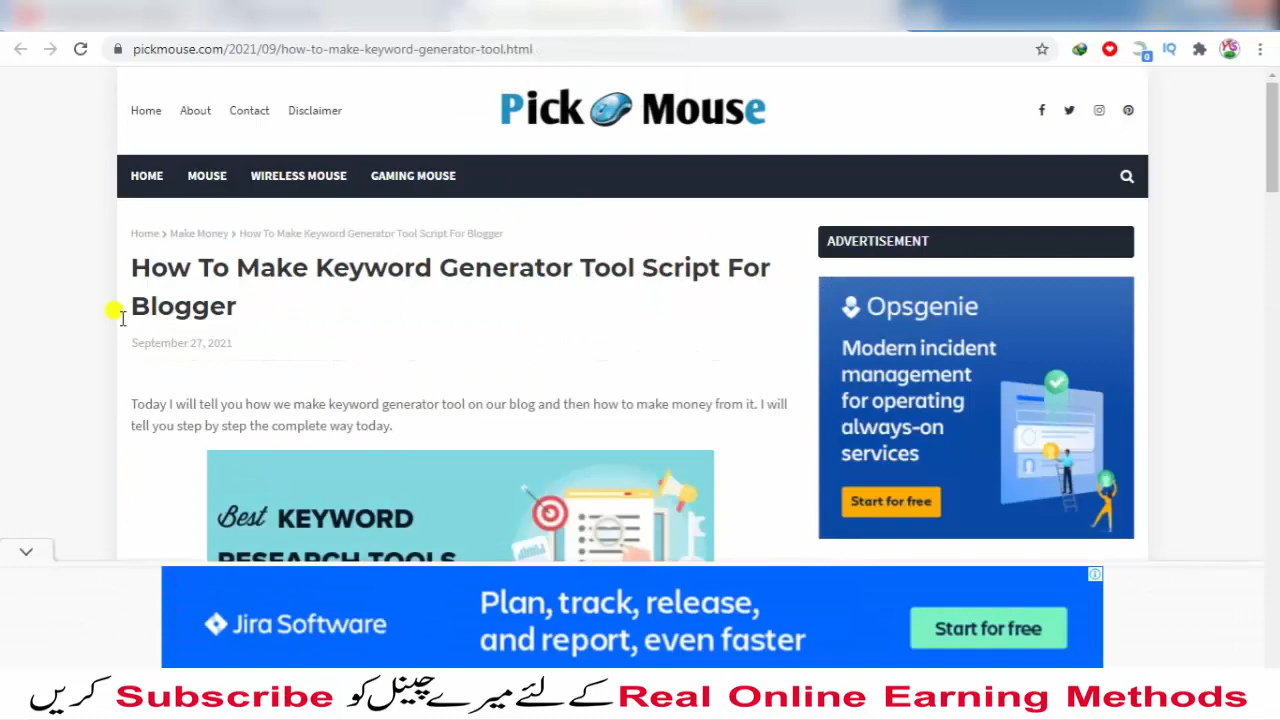 pickmouse.com/2021/09/how-to-make-keyword-generator-tool.html
0
IQ
Home About Contact Disclaimer
Pick Mouse
HOME MOUSE WIRELESS MOUSE GAMING MOUSE
Home > Make Money > How To Make Keyword Generator Tool Script For Blogger
How To Make Keyword Generator Tool Script For
Blogger
September 27, 2021
Today I will tell you how we make keyword generator tool on our blog and then how to make money from it. I will
tell you step by step the complete way today.
Best KEYWORD
RESEARCH TOOLS
ADVERTISEMENT
Opsgenie
Modern incident
management
for operating
always-on
services
Start for free
Jira Software
Plan, track, release,
and report, even faster
Start for free
Real Online Earning Methods کے لئے میرے چینل کو Subscribe کریں